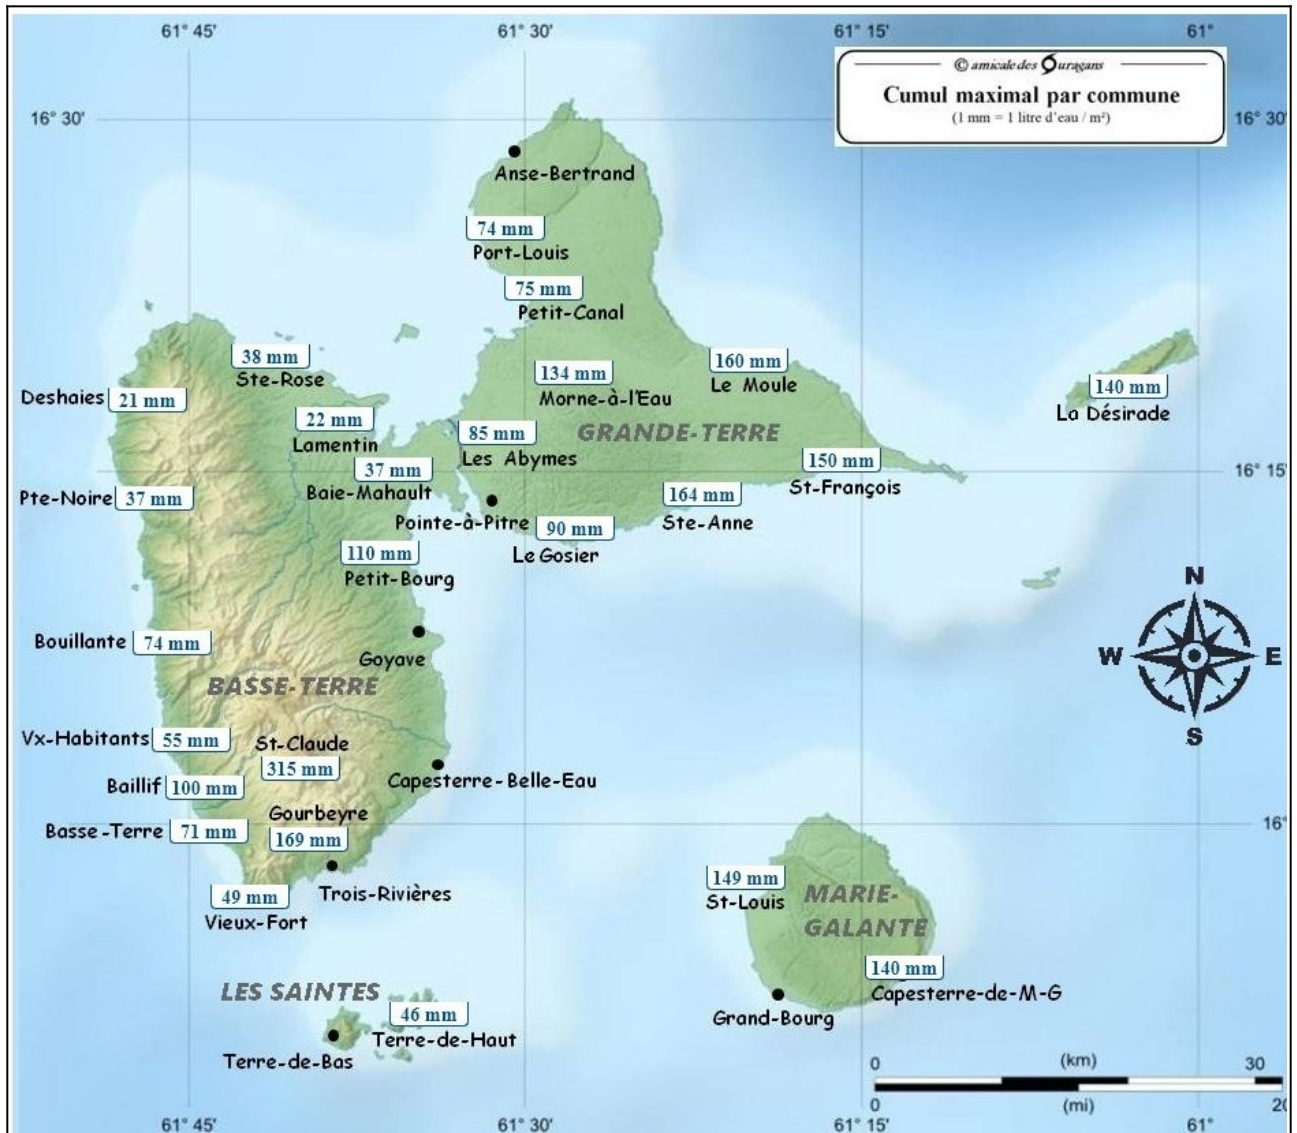 61° 45'
61° 30'
61° 15'
61°
© amicale des Ouragans
Cumul maximal par commune
(1 mm = 1 litre d'eau / m²)
16° 30'
16° 30'
Anse-Bertrand
74 mm
Port-Louis
75 mm
Petit-Canal
38 mm
Ste-Rose
160 mm
Le Moule
134 mm
Morne-à-l'Eau
140 mm
La Désirade
Deshaies
21 mm
22 mm
Lamentin
85 mm
Les Abymes
GRANDE-TERRE
37 mm
Baie-Mahault
150 mm
St-François
16° 15'
Pte-Noire
37 mm
164 mm
Ste-Anne
Pointe-à-Pitre
90 mm
Le Gosier
110 mm
Petit-Bourg
N
W
E
S
Bouillante
74 mm
Goyave
BASSE-TERRE
Vx-Habitants
55 mm
St-Claude
315 mm
Baillif
100 mm
Capesterre-Belle-Eau
Gourbeyre
169 mm
Basse-Terre
71 mm
16°
Trois-Rivières
49 mm
Vieux-Fort
149 mm
St-Louis
MARIE-
GALANTE
140 mm
Capesterre-de-M-G
Grand-Bourg
LES SAINTES
46 mm
Terre-de-Haut
Terre-de-Bas
0
(km)
30
0
(mi)
20
61° 45'
61° 30'
61° 15'
61°